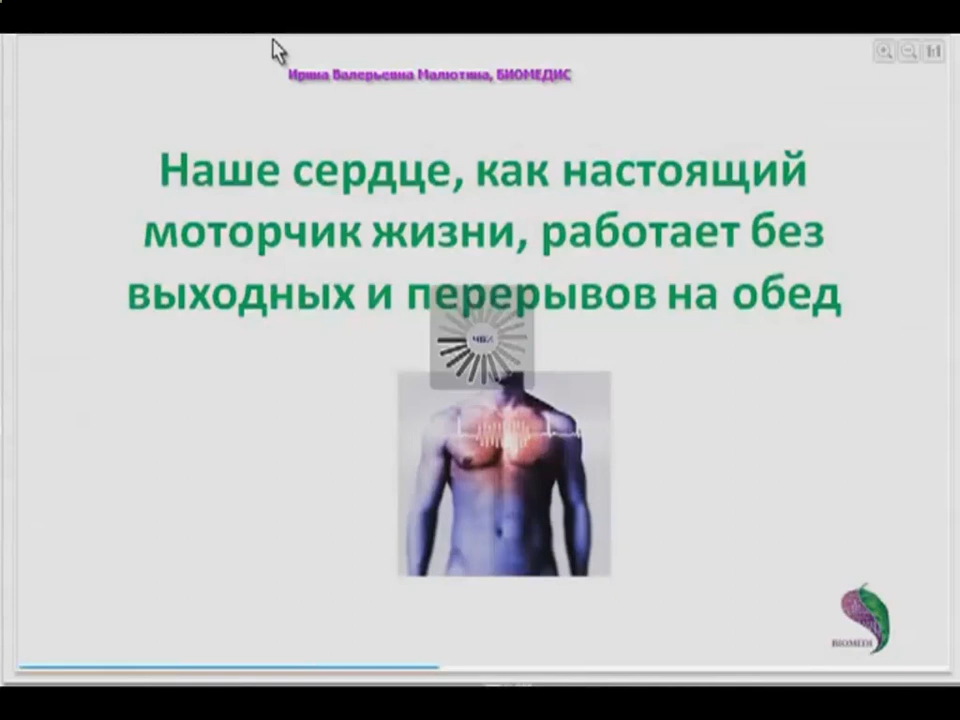 Ирина Валерьевна Малютина, БИОМЕДИС
Наше сердце, как настоящий
моторчик жизни, работает без
выходных и перерывов на обед